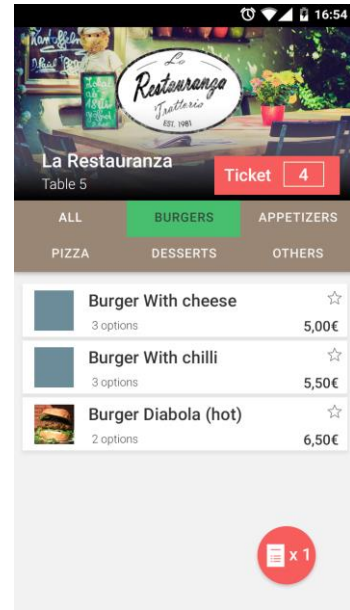 16:54
La
Restauranza
Trattoria
EST. 1981
La Restauranza
Table 5
Ticket 4
ALL BURGERS APPETIZERS
PIZZA DESSERTS OTHERS
Burger With cheese
3 options 5,00€
Burger With chilli
3 options 5,50€
Burger Diabola (hot)
2 options 6,50€
x 1